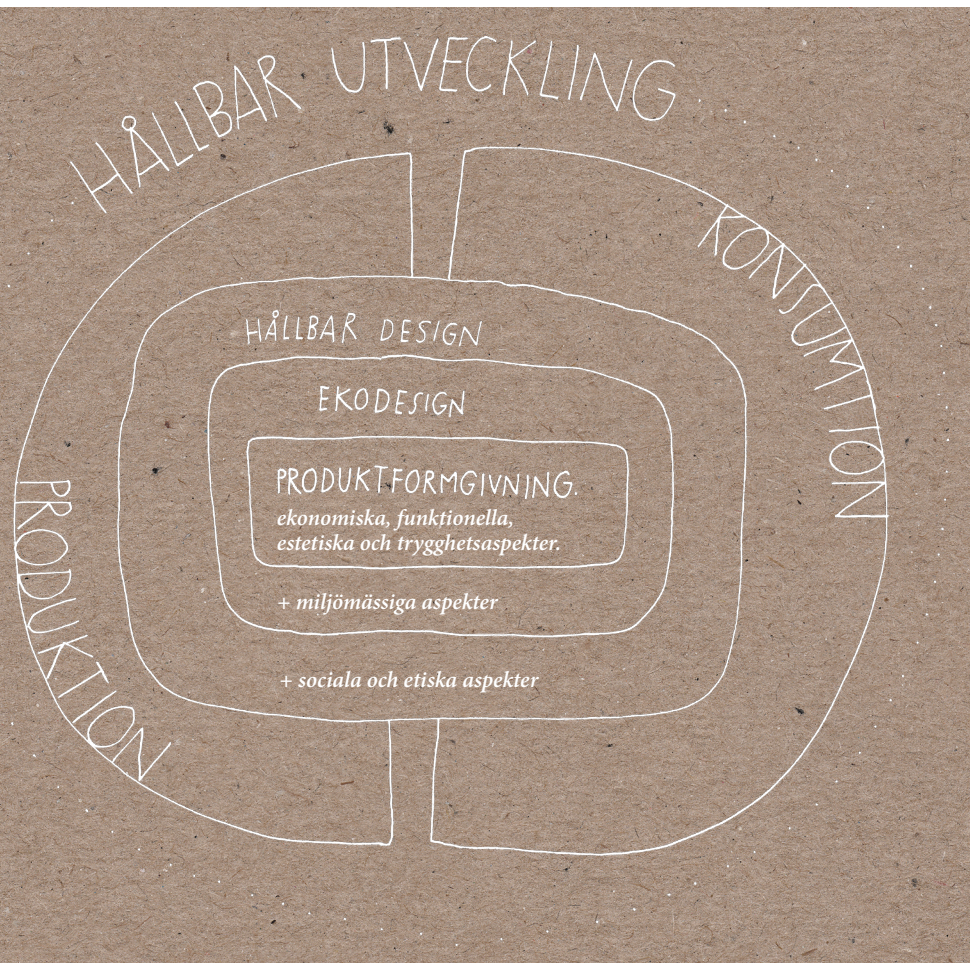 HÅLLBAR UTVECKLING
KONSUMTION
HÅLLBAR DESIGN
EKODESIGN
PRODUKTFORMGIVNING.
ekonomiska, funktionella,
estetiska och trygghetsaspekter.
+ miljömässiga aspekter
+ sociala och etiska aspekter
PRODUKTION